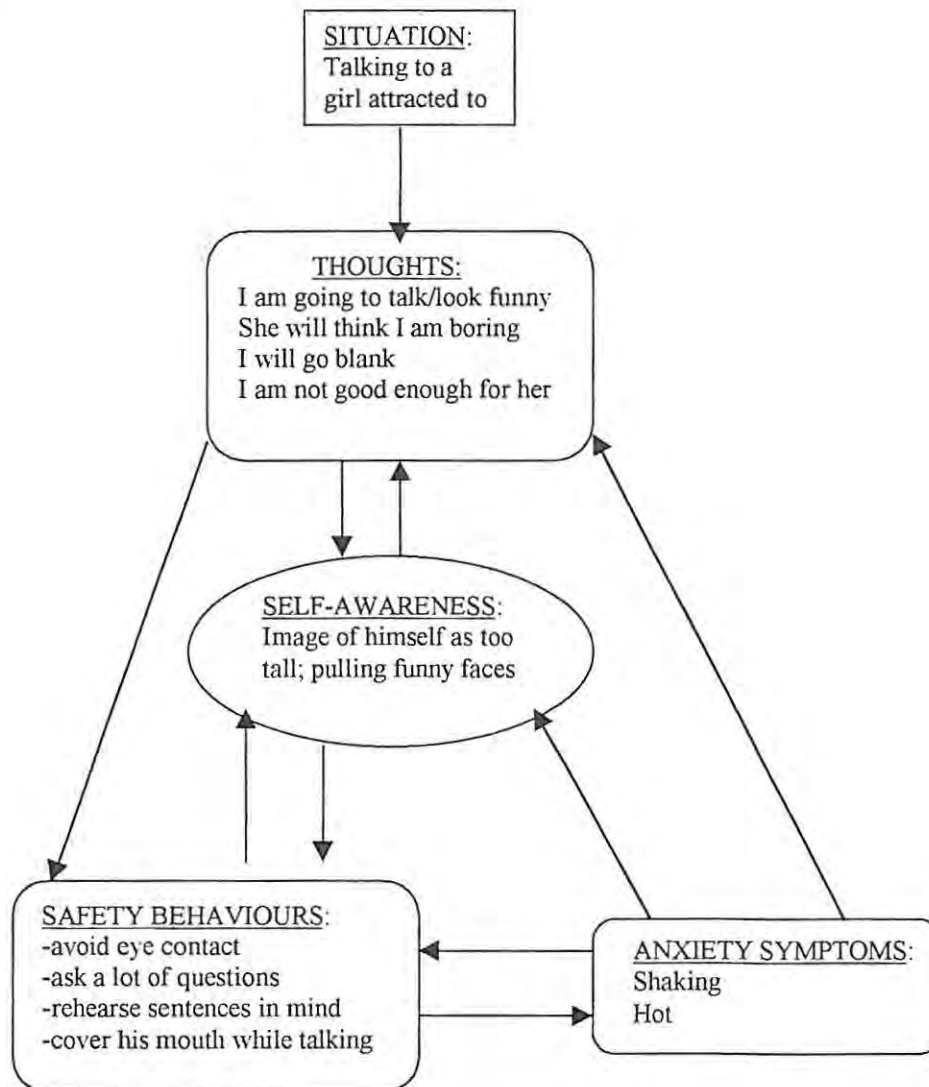 SITUATION:
Talking to a
girl attracted to
THOUGHTS:
I am going to talk/look funny
She will think I am boring
I will go blank
I am not good enough for her
SELF-AWARENESS:
Image of himself as too
tall; pulling funny faces
SAFETY BEHAVIOURS:
-avoid eye contact
-ask a lot of questions
-rehearse sentences in mind
-cover his mouth while talking
ANXIETY SYMPTOMS:
Shaking
Hot